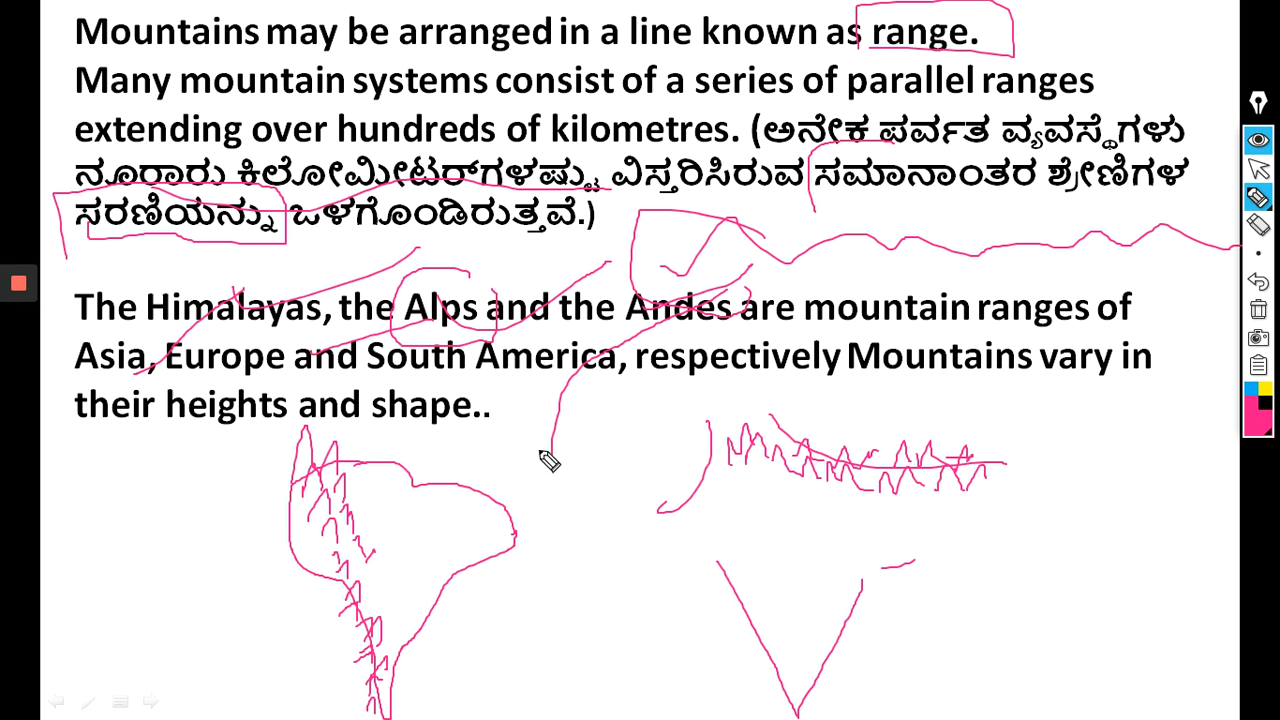 Mountains may be arranged in a line known as range.
Many mountain systems consist of a series of parallel ranges
extending over hundreds of kilometres. (ಅನೇಕ ಪರ್ವತ ವ್ಯವಸ್ಥೆಗಳು
ನೂರಾರು ಕಿಲೋಮೀಟರ್‌ಗಳಷ್ಟು ವಿಸ್ತರಿಸಿರುವ ಸಮಾನಾಂತರ ಶ್ರೇಣಿಗಳ
ಸರಣಿಯನ್ನು ಒಳಗೊಂಡಿರುತ್ತವೆ.)
The Himalayas, the Alps and the Andes are mountain ranges of
Asia, Europe and South America, respectively Mountains vary in
their heights and shape..